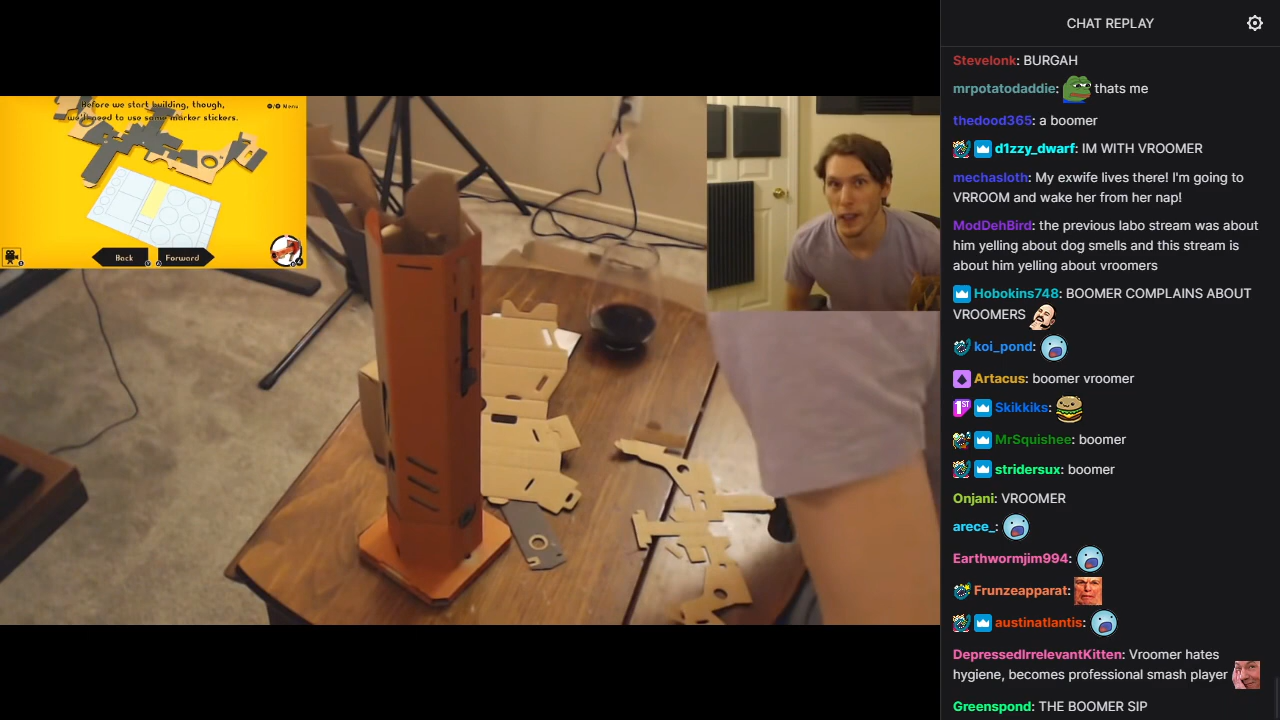 Before we start building, though,
we'll need to use some marker stickers.
Menu
Back
Forward
CHAT REPLAY
Stevelonk: BURGAH
mrpotatodaddie: thats me
thedood365: a boomer
d1zzy_dwarf: IM WITH VROOMER
mechasloth: My exwife lives there! I'm going to
VRROOM and wake her from her nap!
ModDehBird: the previous labo stream was about
him yelling about dog smells and this stream is
about him yelling about vroomers
Hobokins748: BOOMER COMPLAINS ABOUT
VROOMERS
koi_pond:
Artacus: boomer vroomer
1ST Skikkiks:
MrSquishee: boomer
stridersux: boomer
Onjani: VROOMER
arece_:
Earthwormjim994:
Frunzeapparat:
austinatlantis:
DepressedIrrelevantKitten: Vroomer hates
hygiene, becomes professional smash player
Greenspond: THE BOOMER SIP